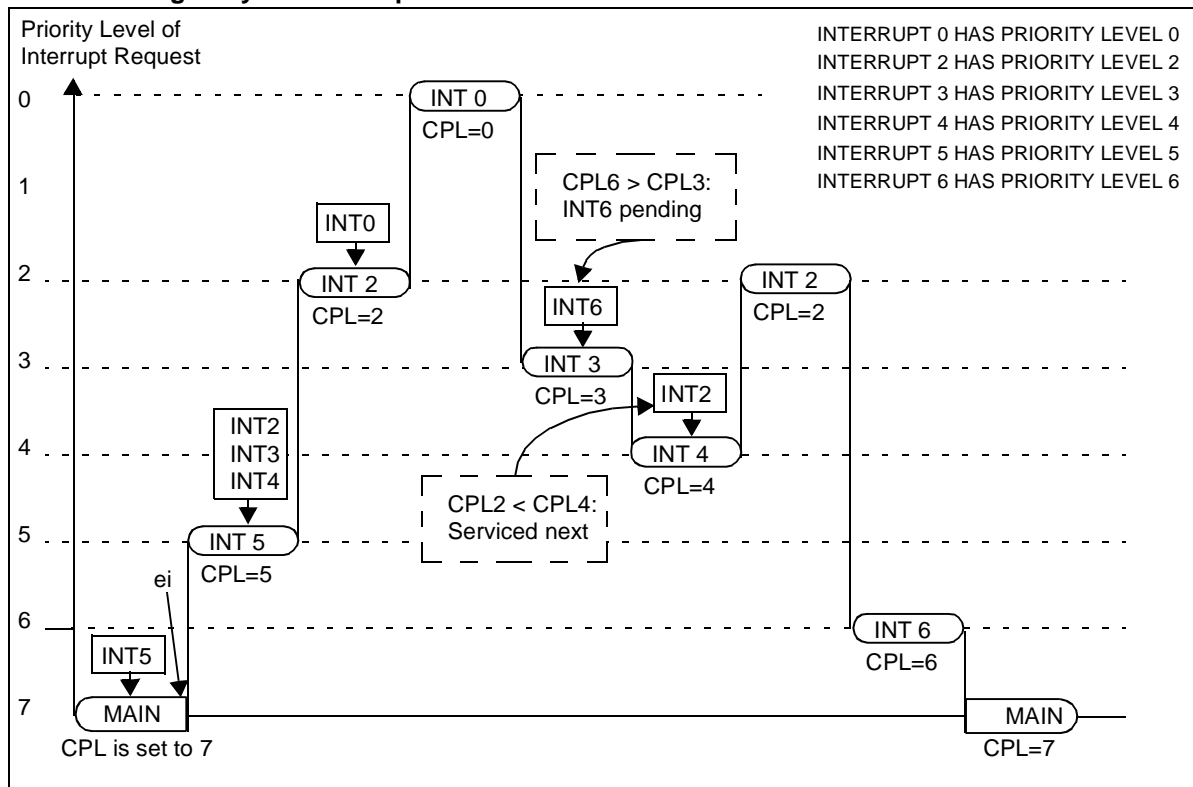 Priority Level of
Interrupt Request
INTERRUPT 0 HAS PRIORITY LEVEL 0
INTERRUPT 2 HAS PRIORITY LEVEL 2
INTERRUPT 3 HAS PRIORITY LEVEL 3
INTERRUPT 4 HAS PRIORITY LEVEL 4
INTERRUPT 5 HAS PRIORITY LEVEL 5
INTERRUPT 6 HAS PRIORITY LEVEL 6
0
INT 0
CPL=0
1
CPL6 > CPL3:
INT6 pending
INT0
2
INT 2
CPL=2
INT6
INT 2
CPL=2
3
INT 3
CPL=3
INT2
INT2
INT3
INT4
4
INT 4
CPL=4
CPL2 < CPL4:
Serviced next
5
INT 5
CPL=5
ei
6
INT5
INT 6
CPL=6
7
MAIN
CPL is set to 7
MAIN
CPL=7